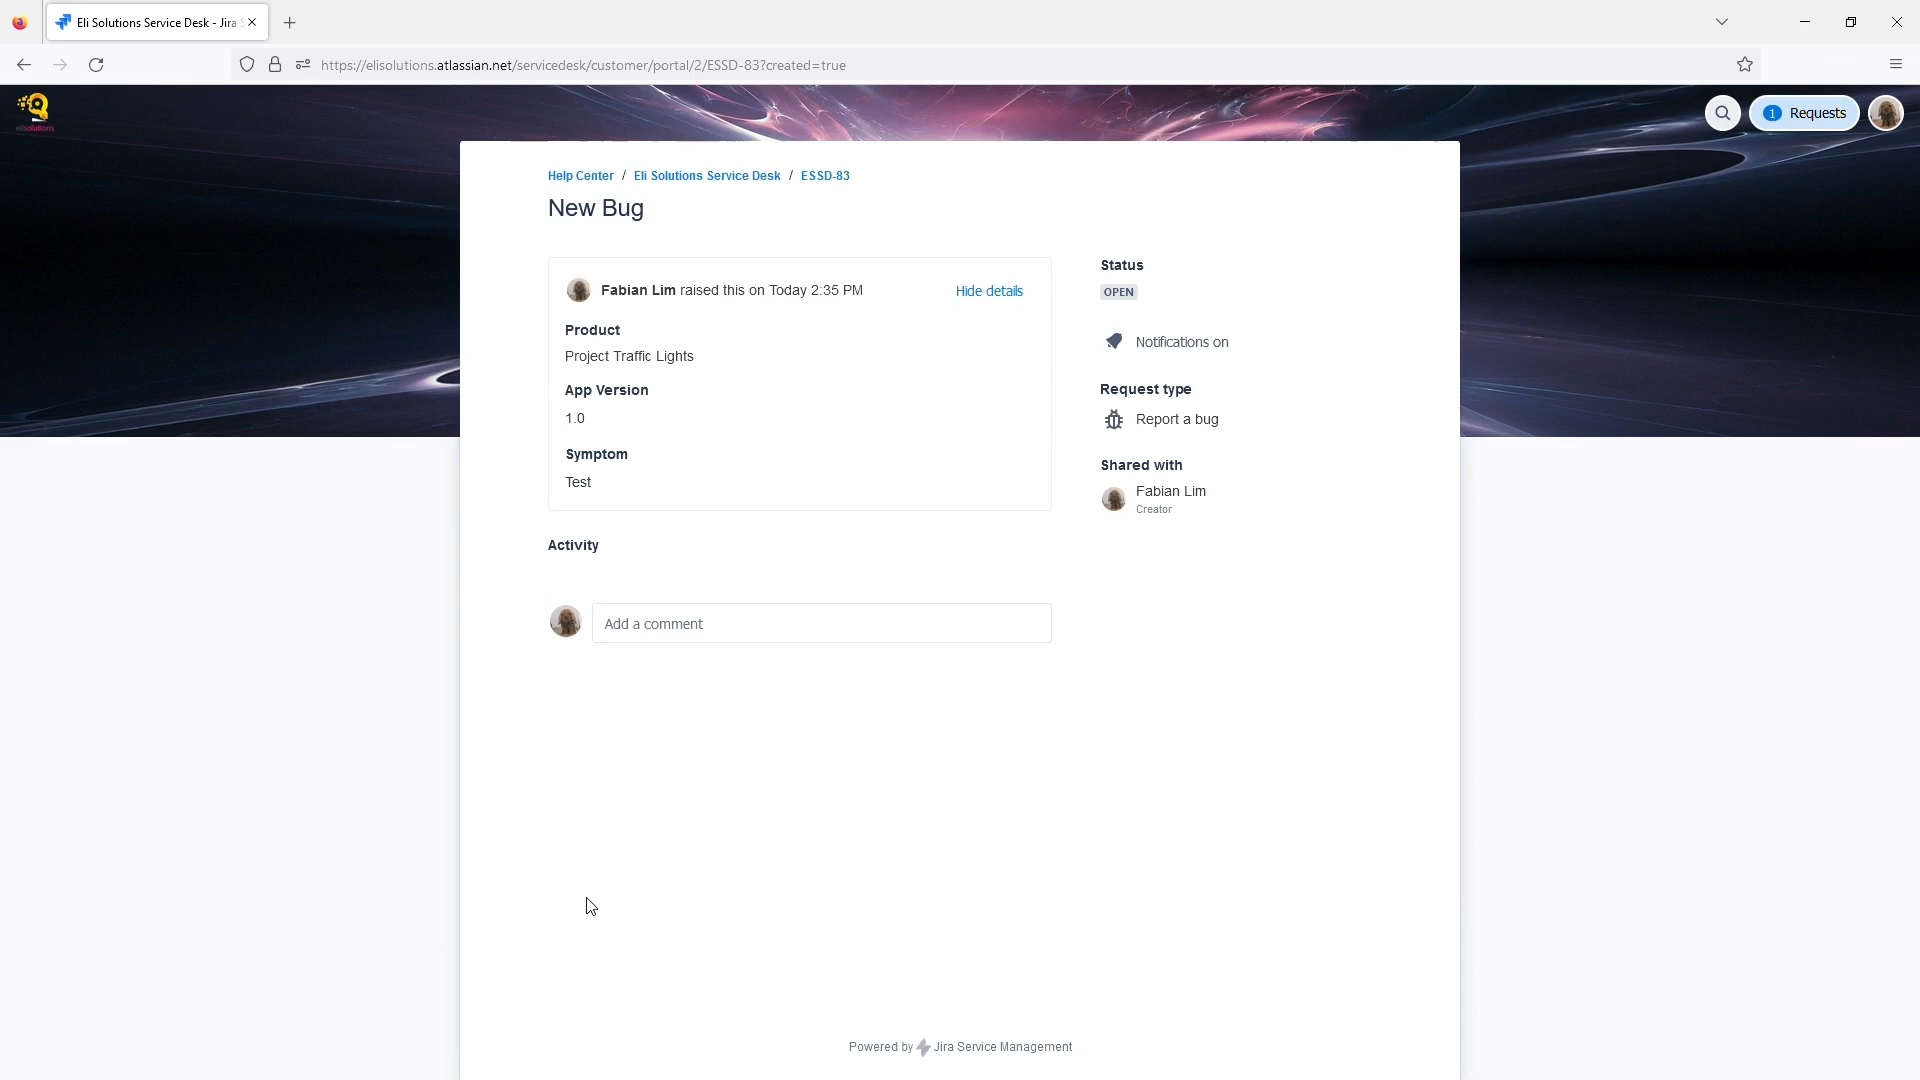 Eli Solutions Service Desk - Jira S
https://elisolutions.atlassian.net/servicedesk/customer/portal/2/ESSD-83?created=true
elisolutions
1 Requests
Help Center / Eli Solutions Service Desk / ESSD-83
New Bug
Fabian Lim raised this on Today 2:35 PM
Hide details
Product
Project Traffic Lights
App Version
1.0
Symptom
Test
Activity
Add a comment
Status
OPEN
Notifications on
Request type
Report a bug
Shared with
Fabian Lim
Creator
Powered by Jira Service Management